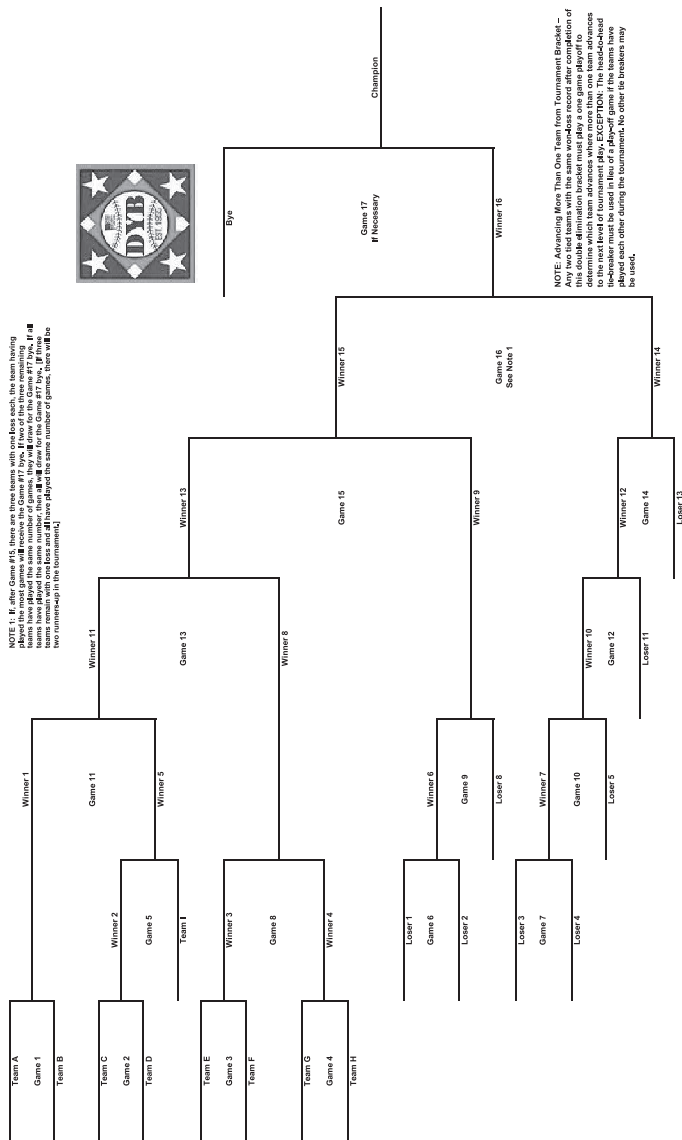 NOTE 1: If, after Game #15, there are three teams with one loss each, the team having
played the most games will receive the Game #17 bye. If two of the three remaining
teams have played the same number of games, they will draw for the Game #17 bye. If all
teams have played the same number, then all will draw for the Game #17 bye. [If three
teams remain with one loss and all have played the same number of games, there will be
two runners-up in the tournament.]
DYB
EST. 1955
Team A
Game 1
Team B
Team C
Game 2
Team D
Team E
Game 3
Team F
Team G
Game 4
Team H
Winner 2
Game 5
Team I
Winner 3
Game 8
Winner 4
Loser 1
Game 6
Loser 2
Loser 3
Game 7
Loser 4
Winner 1
Game 11
Winner 5
Winner 6
Game 9
Loser 8
Winner 7
Game 10
Loser 5
Winner 11
Game 13
Winner 8
Winner 10
Game 12
Loser 11
Winner 13
Game 15
Winner 9
Winner 12
Game 14
Loser 13
Winner 15
Game 16
See Note 1
Winner 14
Bye
Game 17
If Necessary
Winner 16
Champion
NOTE: Advancing More Than One Team from Tournament Bracket –
Any two tied teams with the same won-loss record after completion of
this double elimination bracket must play a one game playoff to
determine which team advances where more than one team advances
to the next level of tournament play. EXCEPTION: The head-to-head
tie-breaker must be used in lieu of a play-off game if the teams have
played each other during the tournament. No other tie breakers may
be used.